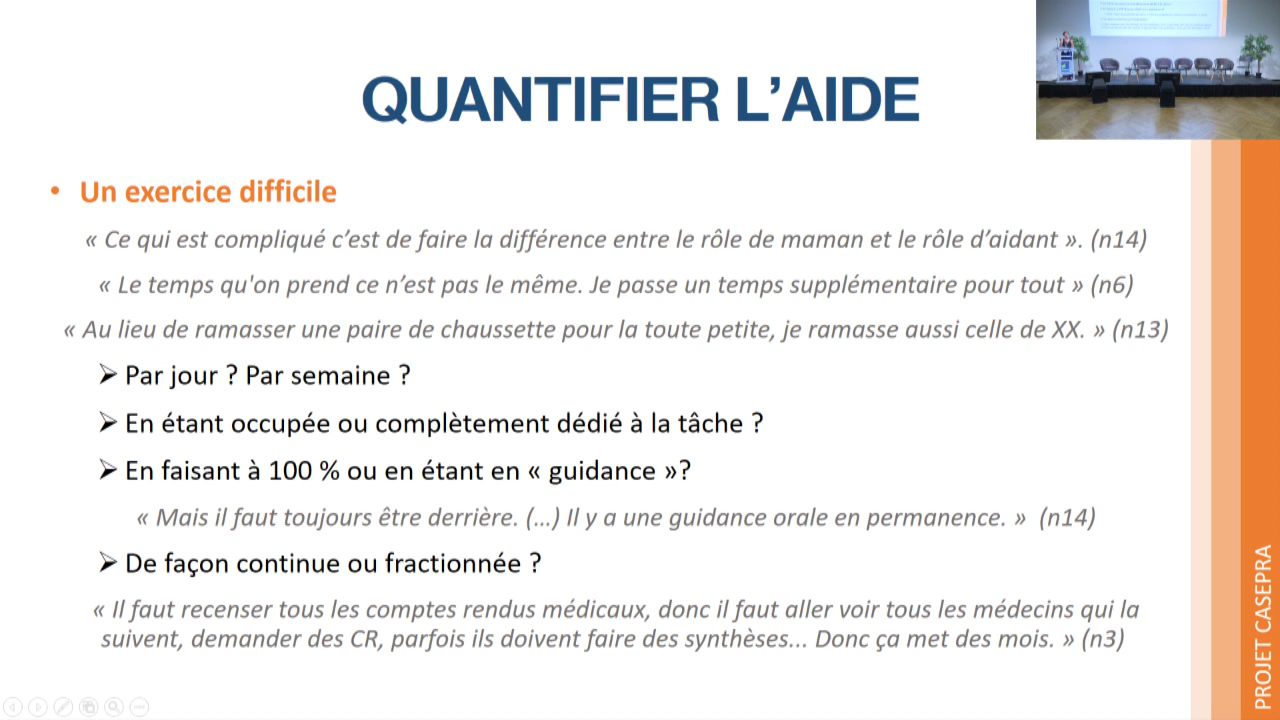 QUANTIFIER L’AIDE
• Un exercice difficile
« Ce qui est compliqué c’est de faire la différence entre le rôle de maman et le rôle d’aidant ». (n14)
« Le temps qu'on prend ce n’est pas le même. Je passe un temps supplémentaire pour tout » (n6)
« Au lieu de ramasser une paire de chaussette pour la toute petite, je ramasse aussi celle de XX. » (n13)
➢ Par jour ? Par semaine ?
➢ En étant occupée ou complètement dédié à la tâche ?
➢ En faisant à 100 % ou en étant en « guidance »?
« Mais il faut toujours être derrière. (…) Il y a une guidance orale en permanence. » (n14)
➢ De façon continue ou fractionnée ?
« Il faut recenser tous les comptes rendus médicaux, donc il faut aller voir tous les médecins qui la
suivent, demander des CR, parfois ils doivent faire des synthèses... Donc ça met des mois. » (n3)
PROJET CASEPRA